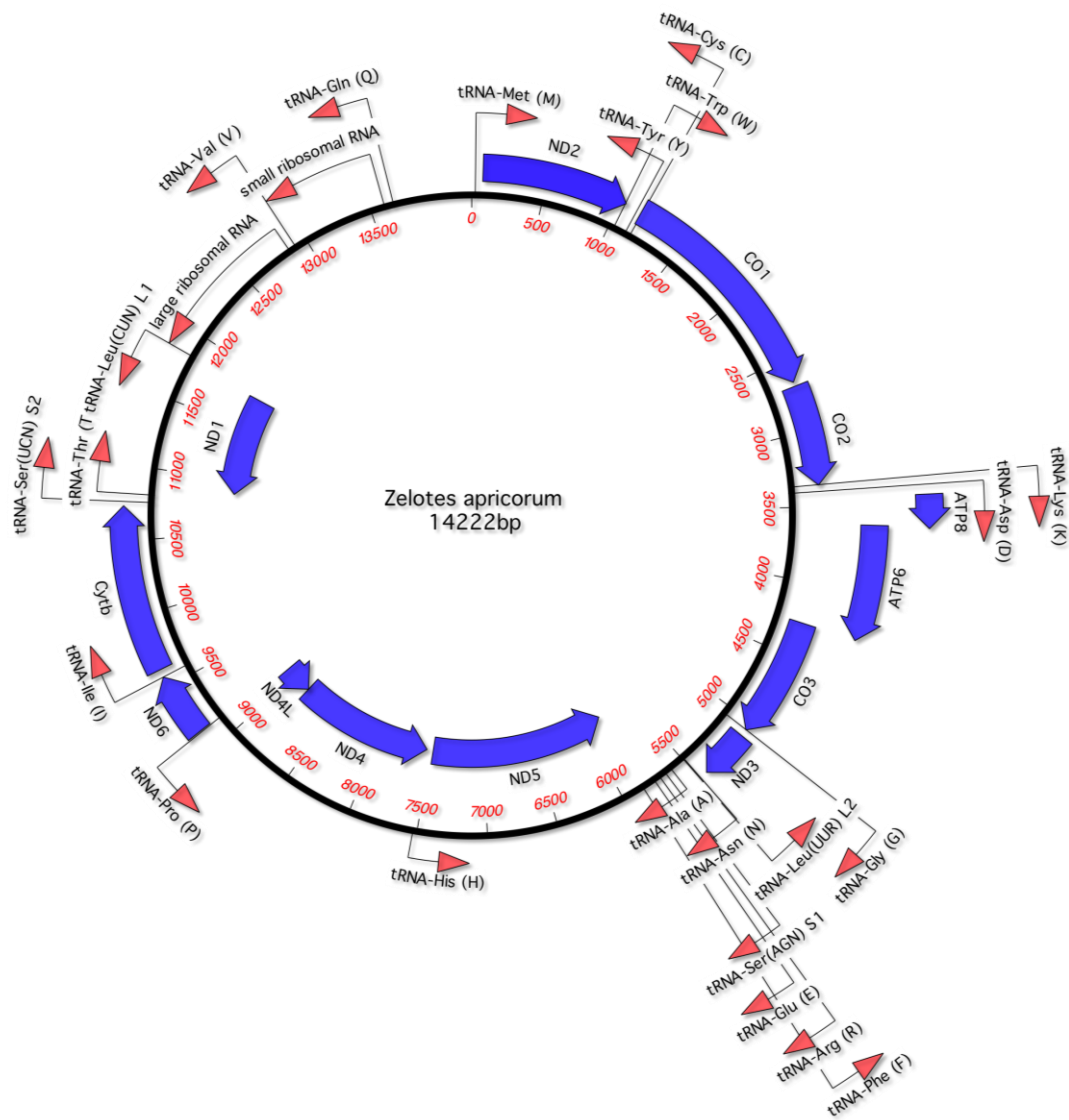 Zelotes apricorum
14222bp
tRNA-Met (M)
ND2
tRNA-Tyr (Y)
tRNA-Trp (W)
tRNA-Cys (C)
CO1
CO2
tRNA-Lys (K)
tRNA-Asp (D)
ATP8
ATP6
CO3
ND3
tRNA-Gly (G)
tRNA-Leu(UUR) L2
tRNA-Asn (N)
tRNA-Ala (A)
tRNA-Ser(AGN) S1
tRNA-Glu (E)
tRNA-Arg (R)
tRNA-Phe (F)
ND5
tRNA-His (H)
ND4
ND4L
tRNA-Pro (P)
ND6
tRNA-Ile (I)
Cytb
tRNA-Ser(UCN) S2
tRNA-Thr (T
ND1
tRNA-Leu(CUN) L1
large ribosomal RNA
tRNA-Val (V)
small ribosomal RNA
tRNA-Gln (Q)
0
500
1000
1500
2000
2500
3000
3500
4000
4500
5000
5500
6000
6500
7000
7500
8000
8500
9000
9500
10000
10500
11000
11500
12000
12500
13000
13500